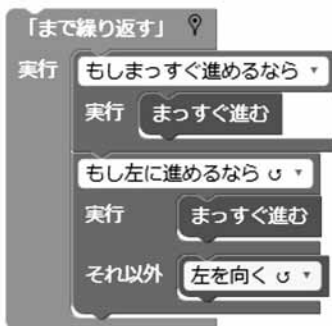 「まで繰り返す」
実行 もしまっすぐ進めるなら
実行 まっすぐ進む
もし左に進めるなら ↺
実行 まっすぐ進む
それ以外 左を向く ↺